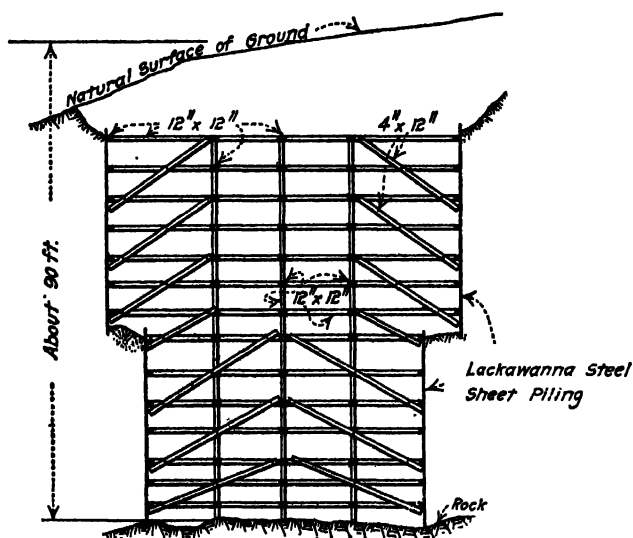 Natural Surface of Ground
12" x 12"
4" x 12"
About 90 ft.
12" x 12"
Lackawanna Steel
Sheet Piling
Rock